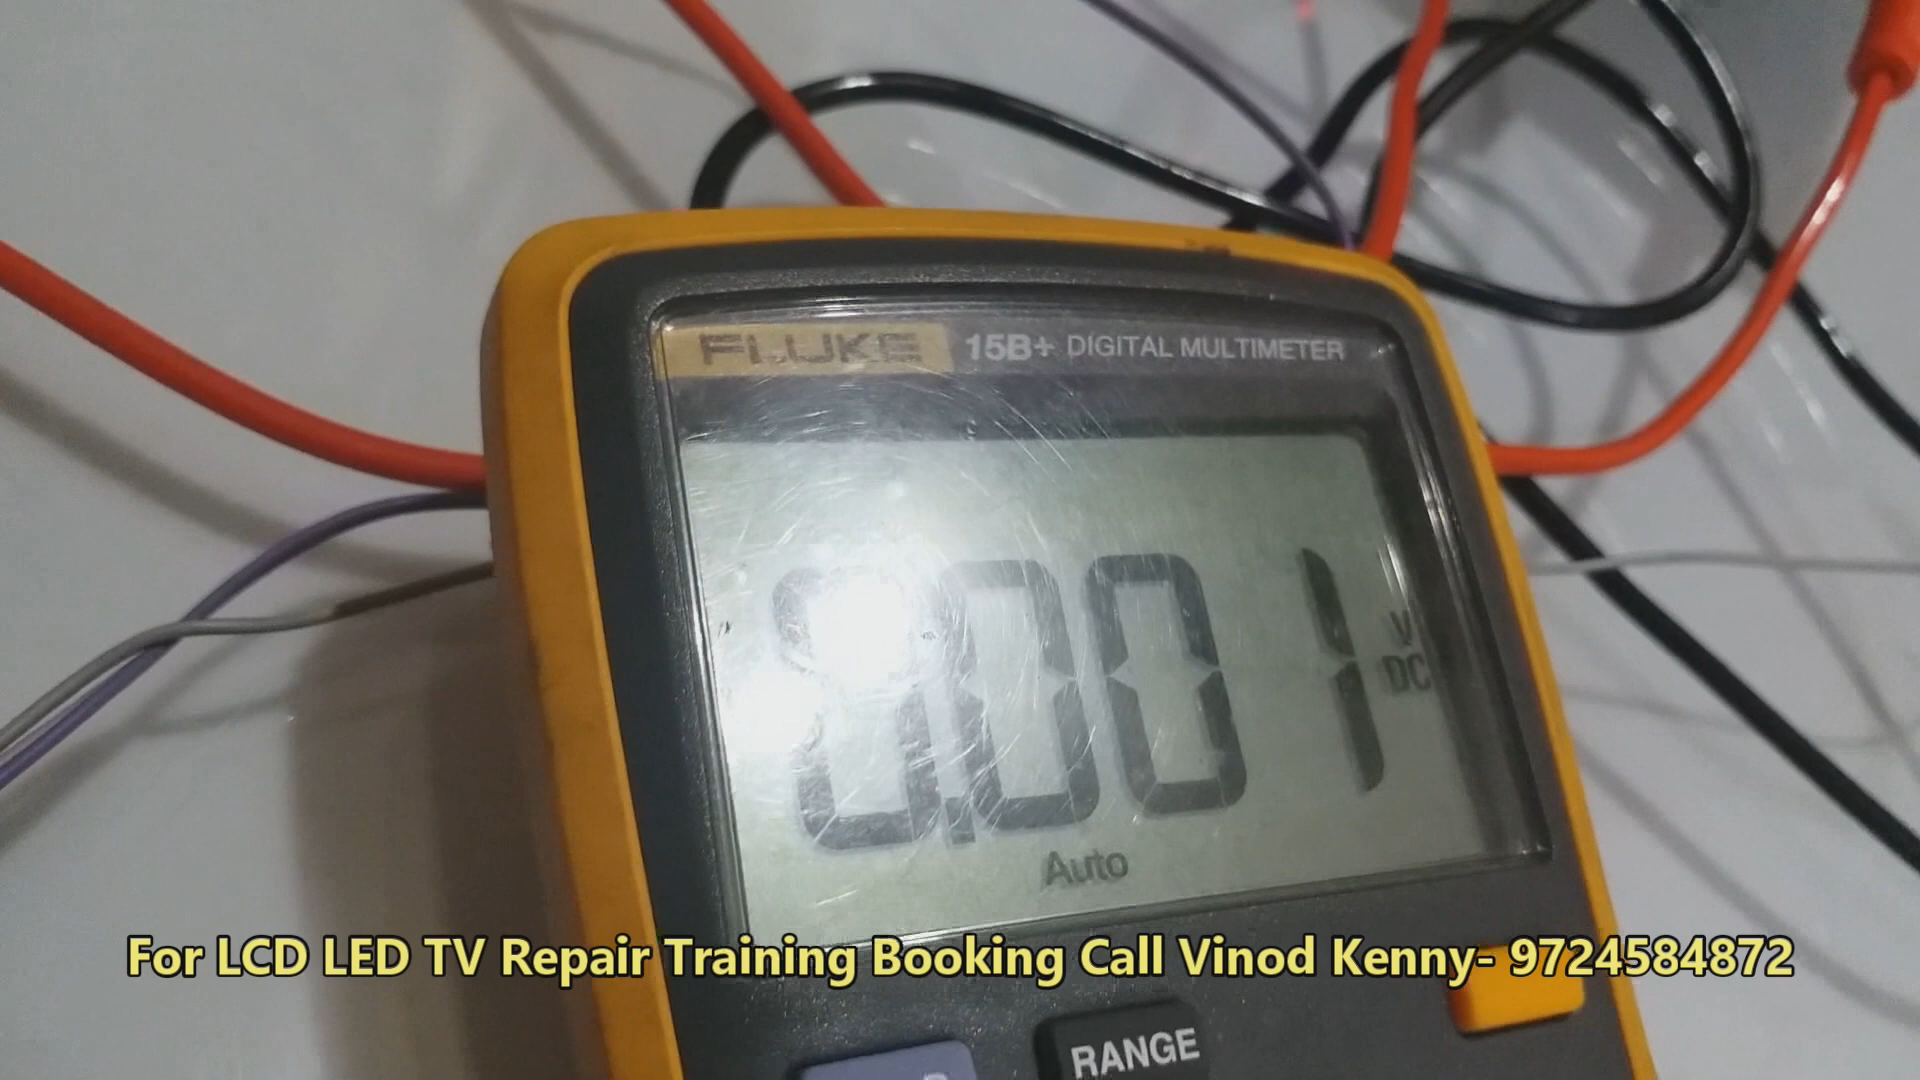 FLUKE 15B+ DIGITAL MULTIMETER
0.001 V DC
Auto
For LCD LED TV Repair Training Booking Call Vinod Kenny- 9724584872
RANGE